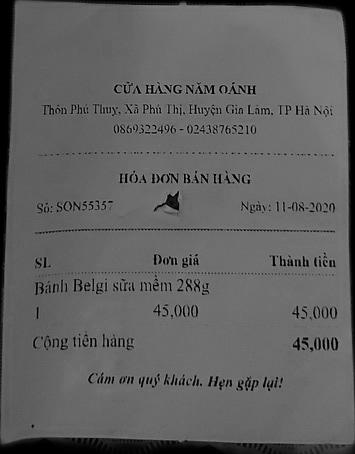 CỬA HÀNG NĂM OÁNH
Thôn Phú Thuỵ, Xã Phú Thị, Huyện Gia Lâm, TP Hà Nội
0869322496 - 02438765210
HÓA ĐƠN BÁN HÀNG
Số: SON55357 Ngày: 11-08-2020
SL Đơn giá Thành tiền
Bánh Belgi sữa mềm 288g
1 45,000 45,000
Cộng tiền hàng 45,000
Cám ơn quý khách. Hẹn gặp lại!